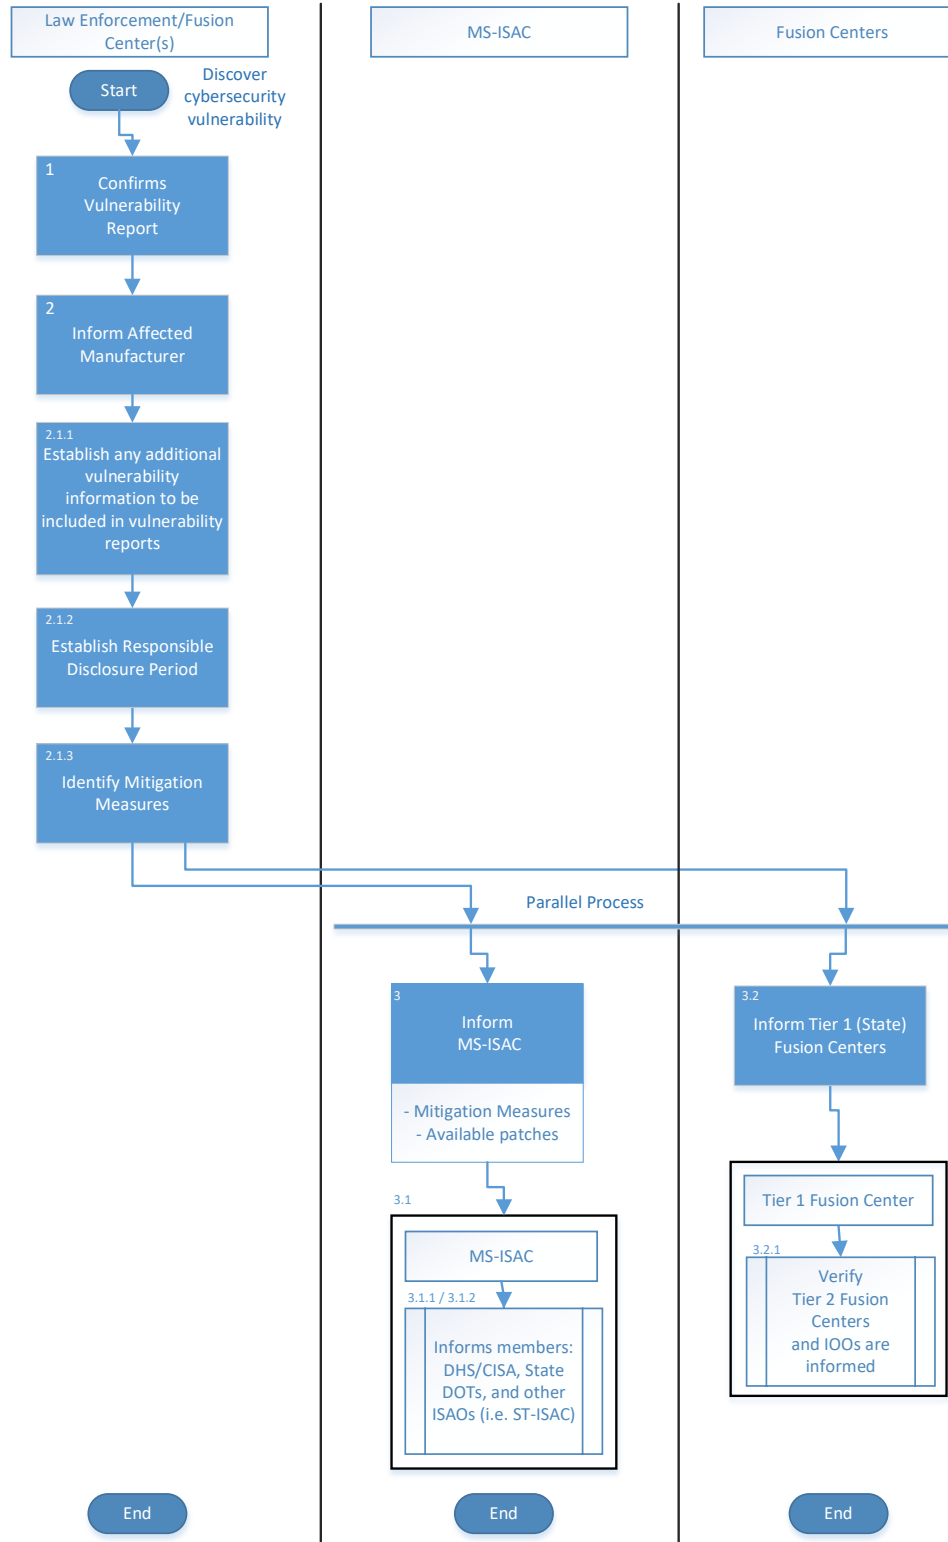 Law Enforcement/Fusion
Center(s)
MS-ISAC
Fusion Centers
Start
Discover
cybersecurity
vulnerability
1
Confirms
Vulnerability
Report
2
Inform Affected
Manufacturer
2.1.1
Establish any additional
vulnerability
information to be
included in vulnerability
reports
2.1.2
Establish Responsible
Disclosure Period
2.1.3
Identify Mitigation
Measures
Parallel Process
3
Inform
MS-ISAC
- Mitigation Measures
- Available patches
3.1
MS-ISAC
3.1.1 / 3.1.2
Informs members:
DHS/CISA, State
DOTs, and other
ISAOs (i.e. ST-ISAC)
3.2
Inform Tier 1 (State)
Fusion Centers
Tier 1 Fusion Center
3.2.1
Verify
Tier 2 Fusion
Centers
and IOOs are
informed
End
End
End